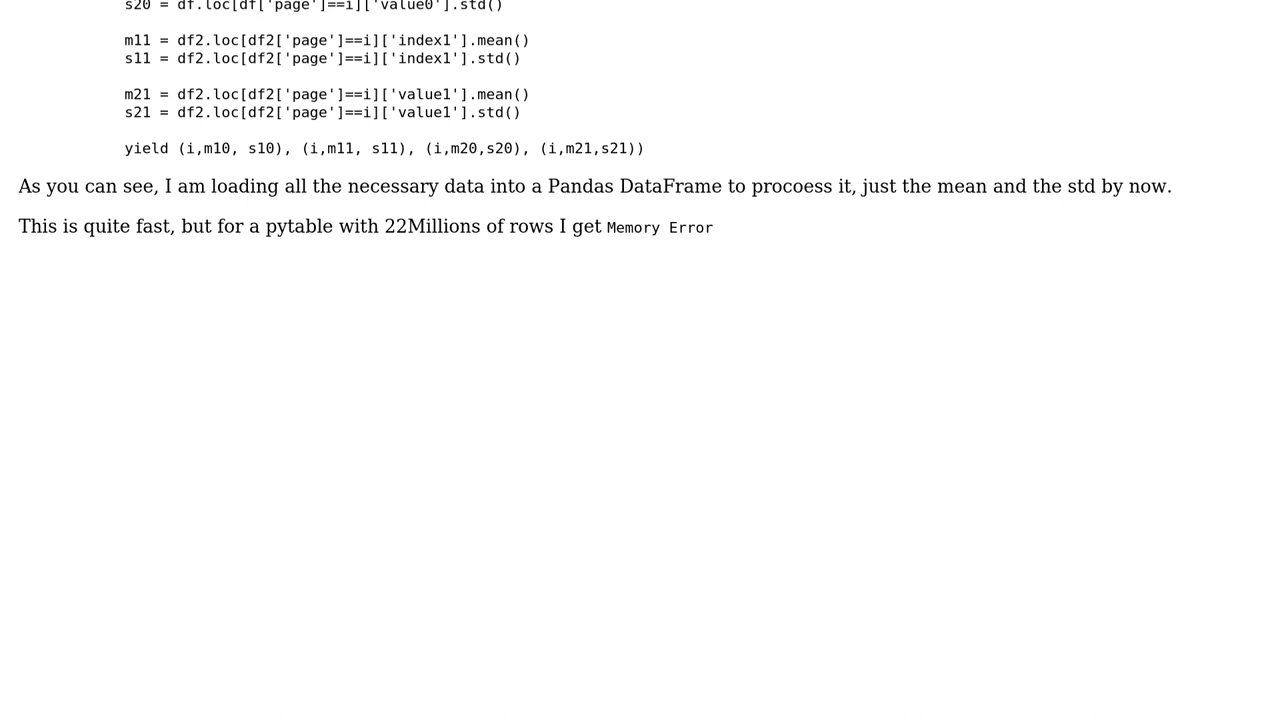 s20 = df.loc[df['page']==i]['value0'].std()
m11 = df2.loc[df2['page']==i]['index1'].mean()
s11 = df2.loc[df2['page']==i]['index1'].std()
m21 = df2.loc[df2['page']==i]['value1'].mean()
s21 = df2.loc[df2['page']==i]['value1'].std()
yield (i,m10, s10), (i,m11, s11), (i,m20,s20), (i,m21,s21))
As you can see, I am loading all the necessary data into a Pandas DataFrame to procoess it, just the mean and the std by now.
This is quite fast, but for a pytable with 22Millions of rows I get Memory Error